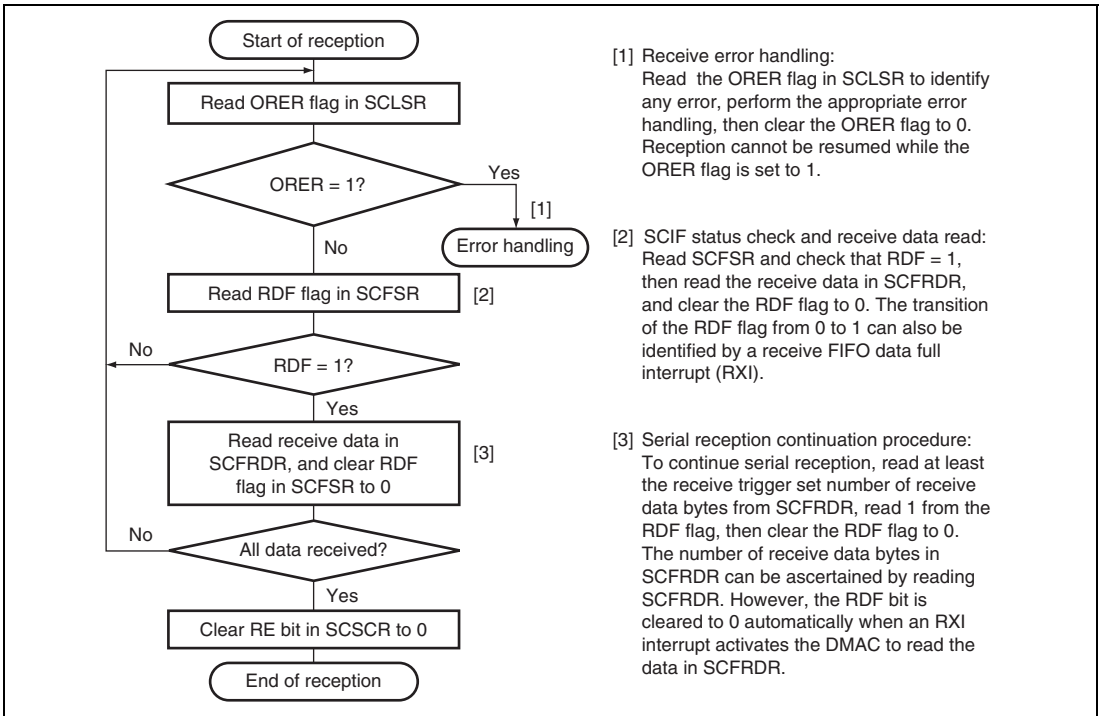 Start of reception
Read ORER flag in SCLSR
ORER = 1?
Yes
[1]
Error handling
No
Read RDF flag in SCFSR
[2]
No
RDF = 1?
Yes
Read receive data in
SCFRDR, and clear RDF
flag in SCFSR to 0
[3]
No
All data received?
Yes
Clear RE bit in SCSCR to 0
End of reception
[1] Receive error handling:
Read the ORER flag in SCLSR to identify
any error, perform the appropriate error
handling, then clear the ORER flag to 0.
Reception cannot be resumed while the
ORER flag is set to 1.
[2] SCIF status check and receive data read:
Read SCFSR and check that RDF = 1,
then read the receive data in SCFRDR,
and clear the RDF flag to 0. The transition
of the RDF flag from 0 to 1 can also be
identified by a receive FIFO data full
interrupt (RXI).
[3] Serial reception continuation procedure:
To continue serial reception, read at least
the receive trigger set number of receive
data bytes from SCFRDR, read 1 from the
RDF flag, then clear the RDF flag to 0.
The number of receive data bytes in
SCFRDR can be ascertained by reading
SCFRDR. However, the RDF bit is
cleared to 0 automatically when an RXI
interrupt activates the DMAC to read the
data in SCFRDR.